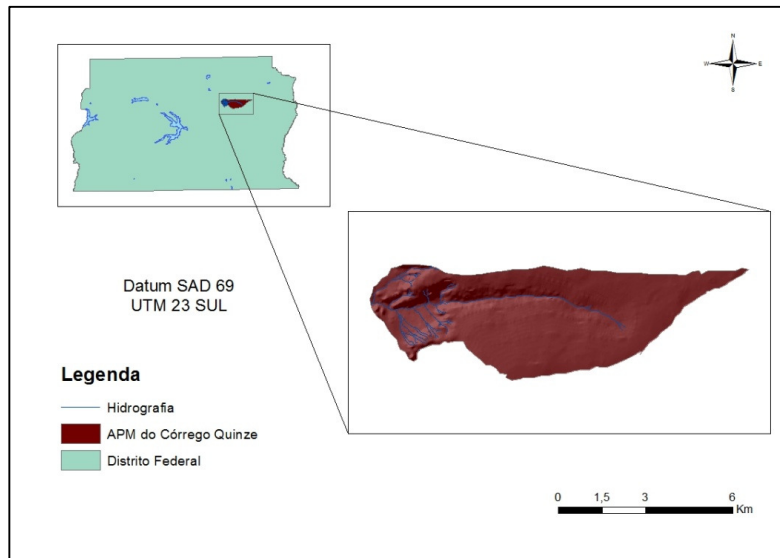 N
W E
S
Datum SAD 69
UTM 23 SUL
Legenda
Hidrografia
APM do Córrego Quinze
Distrito Federal
0 1,5 3 6
Km